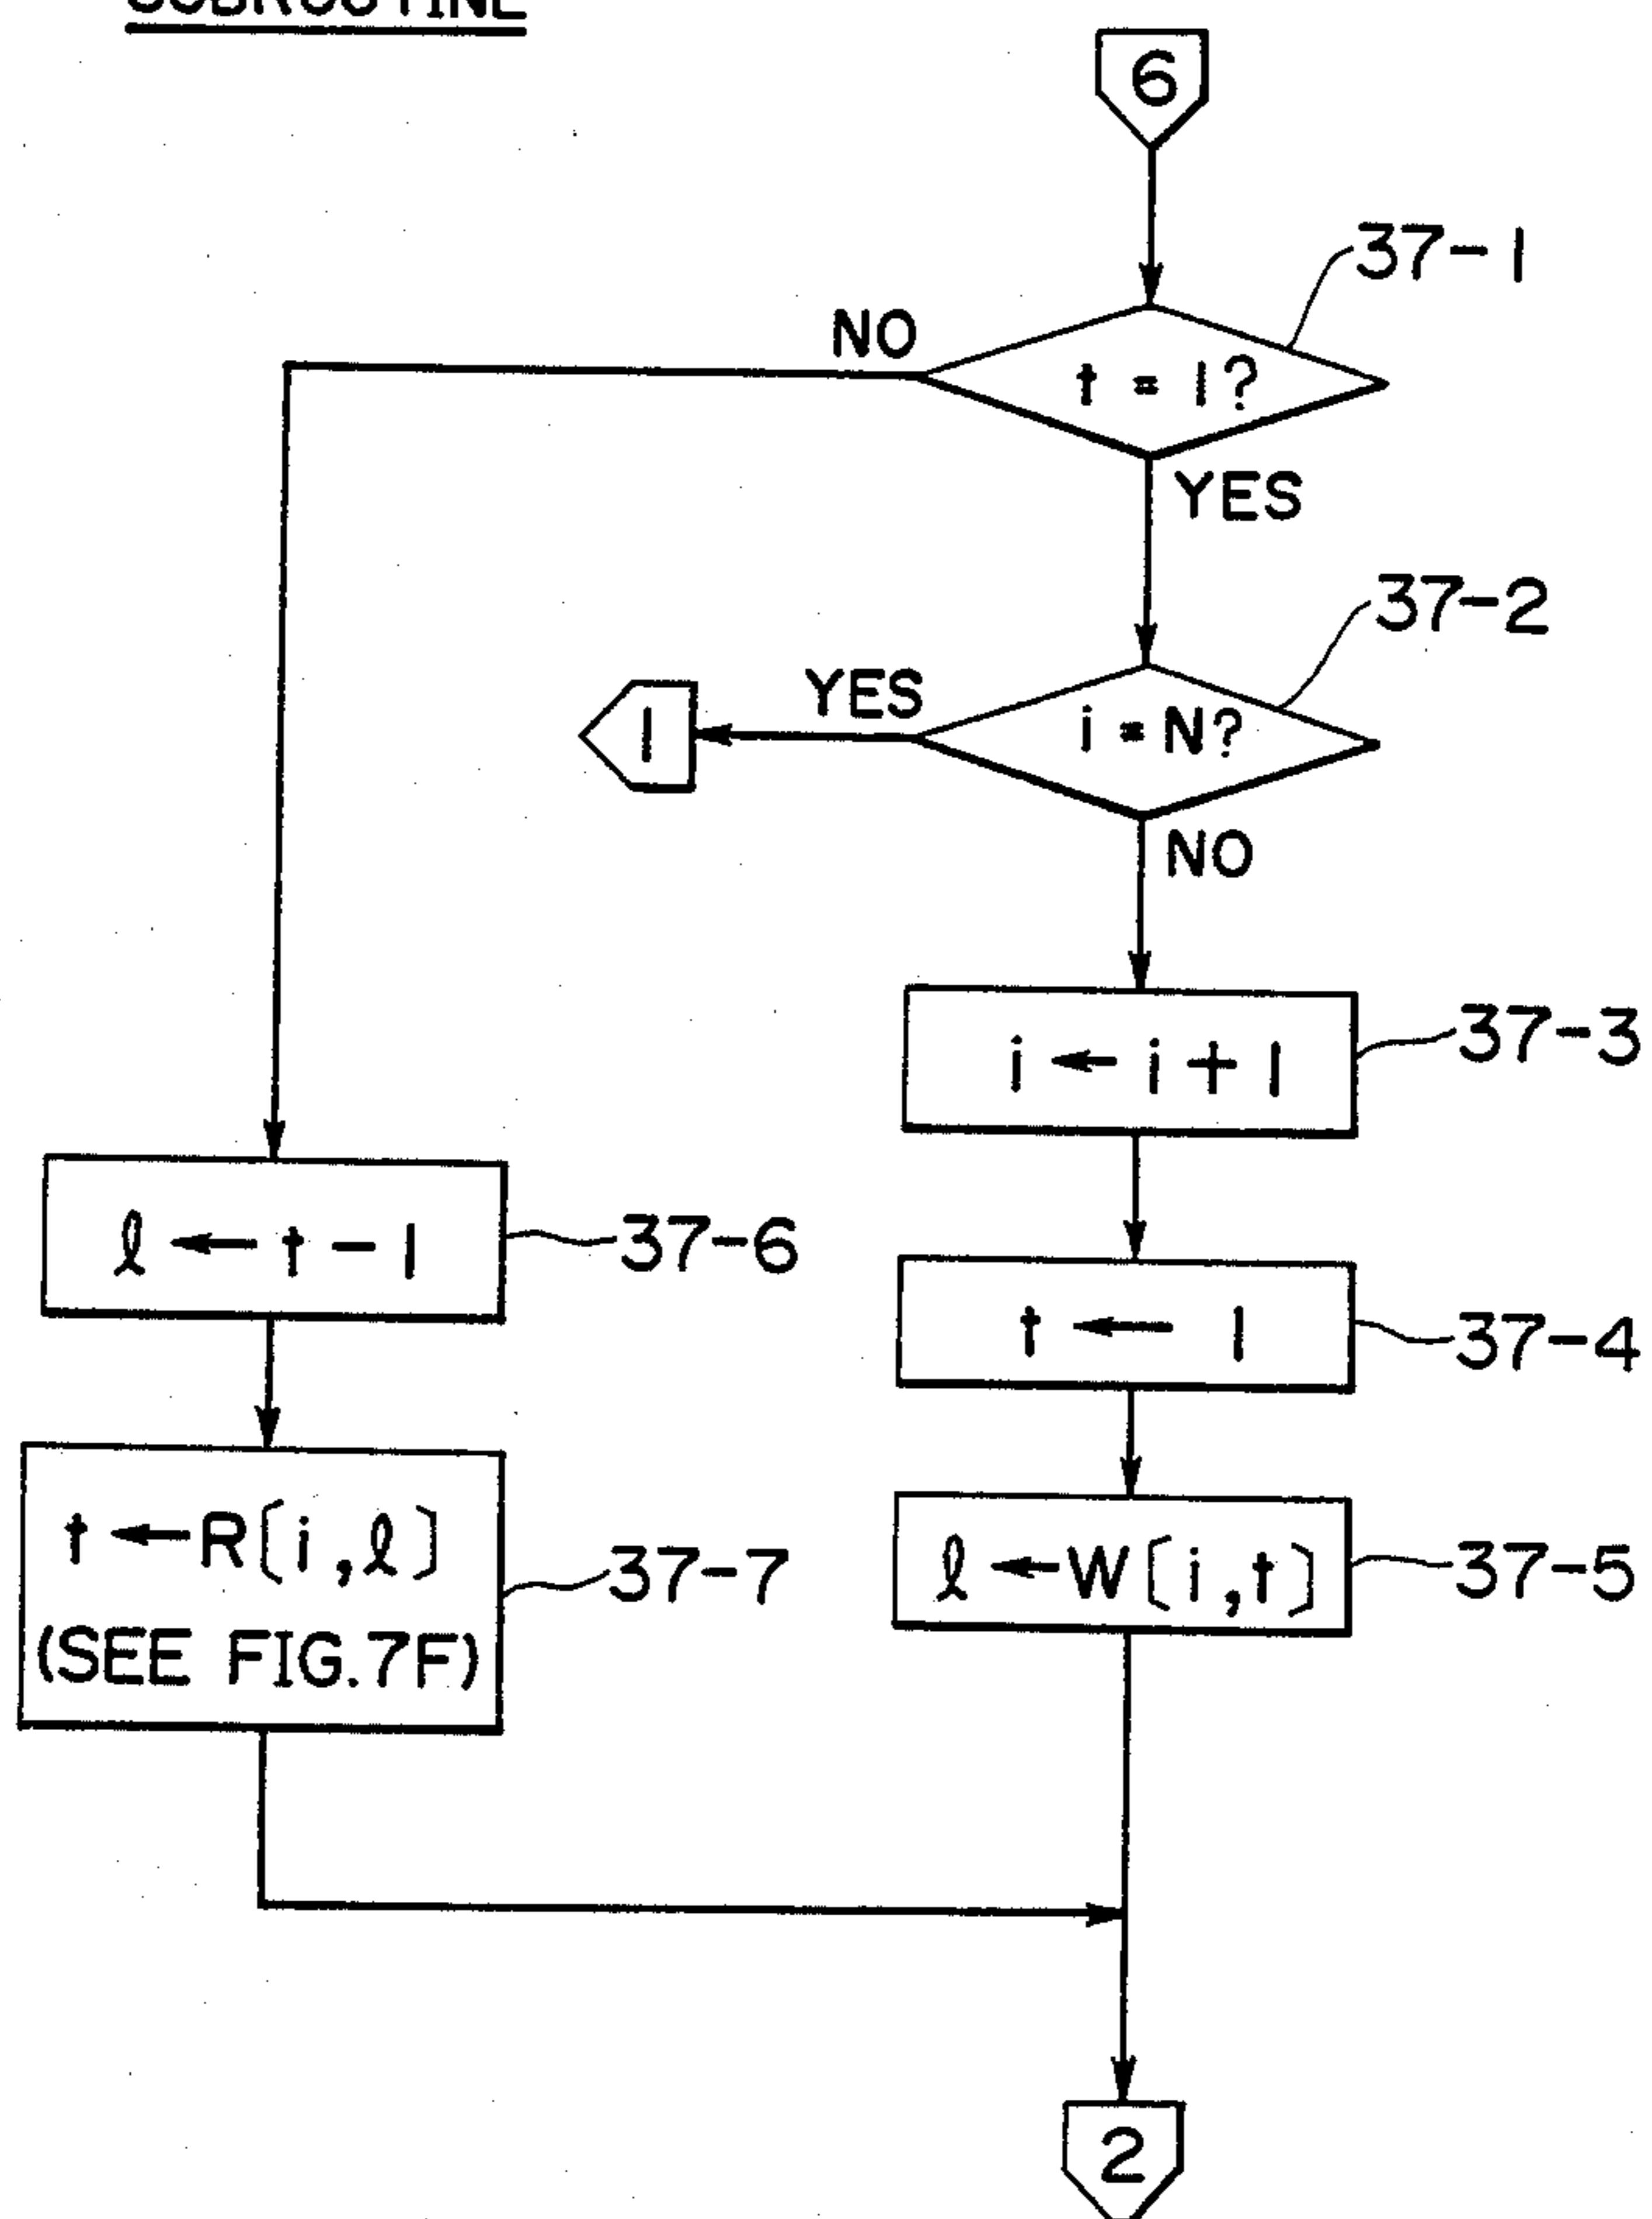 SUBROUTINE
6
37-1
NO
t = 1?
YES
37-2
YES
1
i = N?
NO
37-3
i ← i + 1
ℓ ← t - 1
37-6
t ← 1
37-4
t ← R[i,ℓ]
(SEE FIG.7F)
37-7
ℓ ← W[i,t]
37-5
2